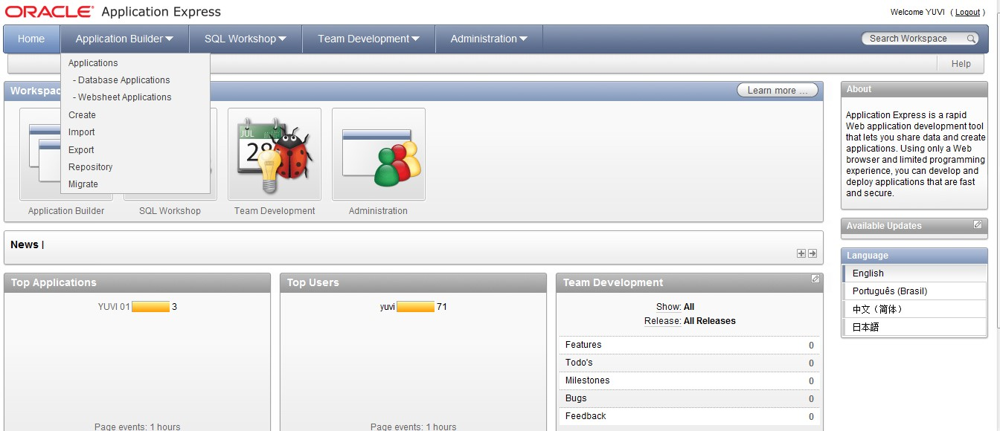 ORACLE® Application Express
Welcome YUVI ( Logout )
Home Application Builder SQL Workshop Team Development Administration Search Workspace
Help
Applications
- Database Applications
- Websheet Applications
Create
Import
Export
Repository
Migrate
Learn more ...
JUL
28
Application Builder SQL Workshop Team Development Administration
News |
Top Applications
YUVI 01 3
Page events: 1 hours
Top Users
yuvi 71
Page events: 1 hours
Team Development
Show: All
Release: All Releases
Features 0
Todo's 0
Milestones 0
Bugs 0
Feedback 0
About
Application Express is a rapid
Web application development tool
that lets you share data and create
applications. Using only a Web
browser and limited programming
experience, you can develop and
deploy applications that are fast
and secure.
Available Updates
Language
English
Português (Brasil)
中文（简体）
日本語